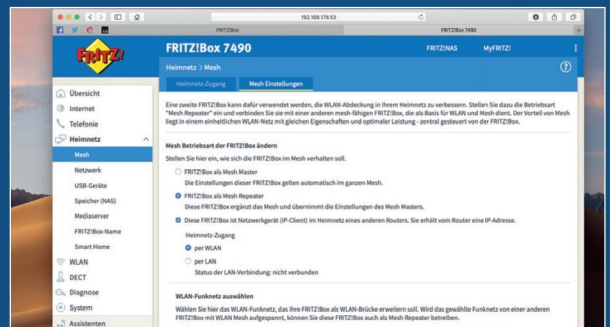 192.168.178.53
FRITZ!Box
FRITZ!Box 7490
FRITZ!
FRITZ!Box 7490
FRITZ!NAS
MyFRITZ!
Heimnetz > Mesh
Heimnetz-Zugang
Mesh Einstellungen
Übersicht
Internet
Telefonie
Heimnetz
Mesh
Netzwerk
USB-Geräte
Speicher (NAS)
Mediaserver
FRITZ!Box-Name
Smart Home
WLAN
DECT
Diagnose
System
Assistenten
Eine zweite FRITZ!Box kann dafür verwendet werden, die WLAN-Abdeckung in Ihrem Heimnetz zu verbessern. Stellen Sie dazu die Betriebsart
"Mesh Repeater" ein und verbinden Sie sie mit einer anderen mesh-fähigen FRITZ!Box, die als Basis für WLAN und Mesh dient. Der Vorteil von Mesh
liegt in einem einheitlichen WLAN-Netz mit gleichen Eigenschaften und optimaler Leistung - zentral gesteuert von der FRITZ!Box.
Mesh Betriebsart der FRITZ!Box ändern
Stellen Sie hier ein, wie sich die FRITZ!Box im Mesh verhalten soll.
FRITZ!Box als Mesh Master
Die Einstellungen dieser FRITZ!Box gelten automatisch im ganzen Mesh.
FRITZ!Box als Mesh Repeater
Diese FRITZ!Box ergänzt das Mesh und übernimmt die Einstellungen des Mesh Masters.
Diese FRITZ!Box ist Netzwerkgerät (IP-Client) im Heimnetz eines anderen Routers. Sie erhält vom Router eine IP-Adresse.
Heimnetz-Zugang
per WLAN
per LAN
Status der LAN-Verbindung: nicht verbunden
WLAN-Funknetz auswählen
Wählen Sie hier das WLAN-Funknetz, das Ihre FRITZ!Box als WLAN-Brücke erweitern soll. Wird das gewählte Funknetz von einer anderen
FRITZ!Box mit WLAN Mesh aufgespannt, können Sie diese FRITZ!Box auch als Mesh Repeater betreiben.